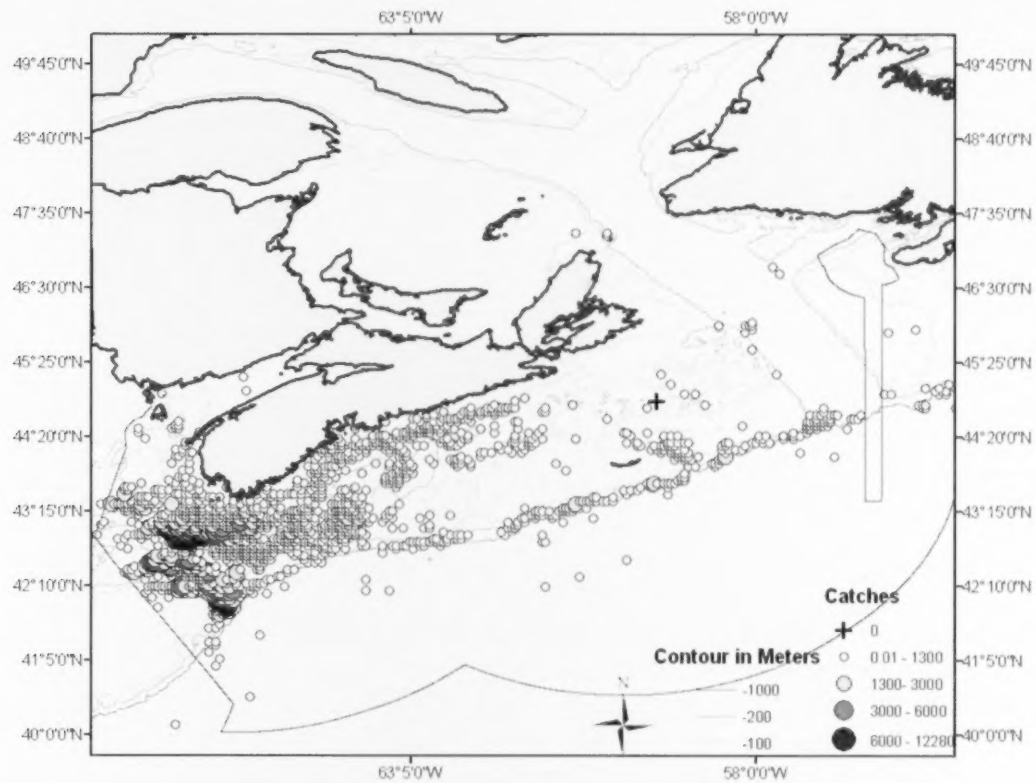 63°5'0"W 58°0'0"W
49°45'0"N 49°45'0"N
48°40'0"N 48°40'0"N
47°35'0"N 47°35'0"N
46°30'0"N 46°30'0"N
45°25'0"N 45°25'0"N
44°20'0"N 44°20'0"N
43°15'0"N 43°15'0"N
42°10'0"N 42°10'0"N
41°5'0"N 41°5'0"N
40°0'0"N 40°0'0"N
Catches
0
0.01 - 1300
1300- 3000
3000 - 6000
6000 - 12280
Contour in Meters
-1000
-200
-100
N
63°5'0"W 58°0'0"W